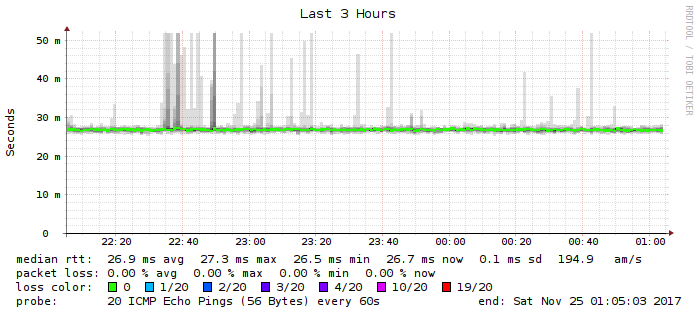 Last 3 Hours
RRDTOOL / TOBI OETIKER
Seconds
50 m
40 m
30 m
20 m
10 m
0
22:20 22:40 23:00 23:20 23:40 00:00 00:20 00:40 01:00
median rtt: 26.9 ms avg 27.3 ms max 26.5 ms min 26.7 ms now 0.1 ms sd 194.9 am/s
packet loss: 0.00 % avg 0.00 % max 0.00 % min 0.00 % now
loss color: 0 1/20 2/20 3/20 4/20 10/20 19/20
probe: 20 ICMP Echo Pings (56 Bytes) every 60s end: Sat Nov 25 01:05:03 2017